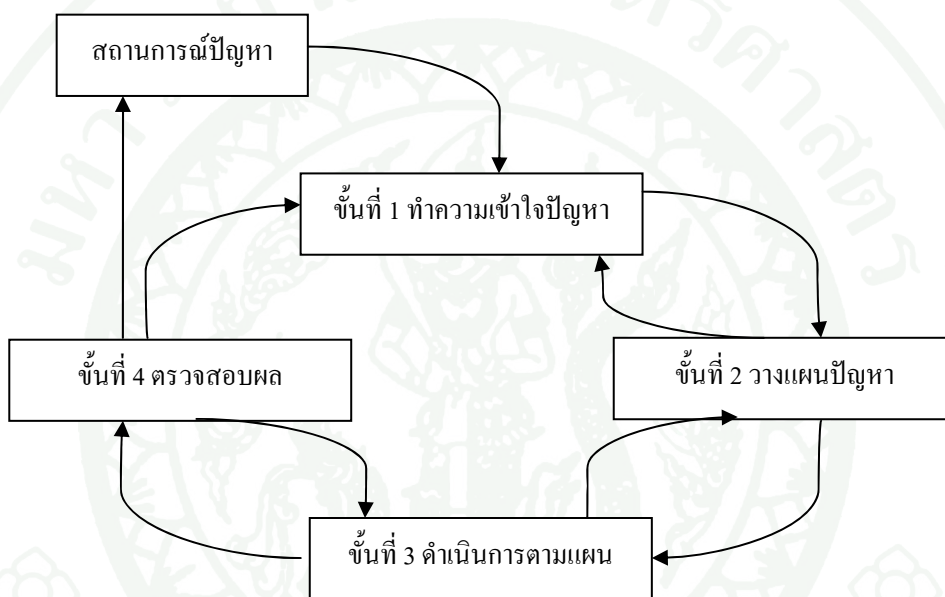 สถานการณ์ปัญหา
ขั้นที่ 1 ทำความเข้าใจปัญหา
ขั้นที่ 4 ตรวจสอบผล
ขั้นที่ 2 วางแผนปัญหา
ขั้นที่ 3 ดำเนินการตามแผน